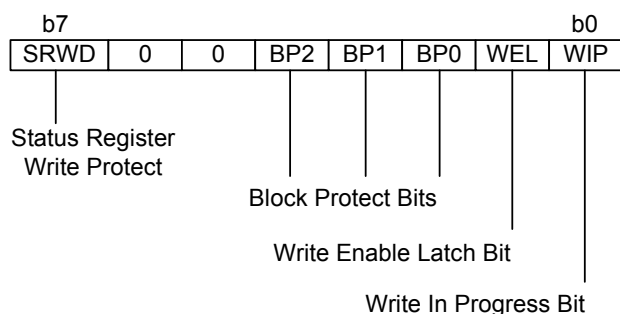 b7 b0
SRWD 0 0 BP2 BP1 BP0 WEL WIP
Status Register
Write Protect
Block Protect Bits
Write Enable Latch Bit
Write In Progress Bit